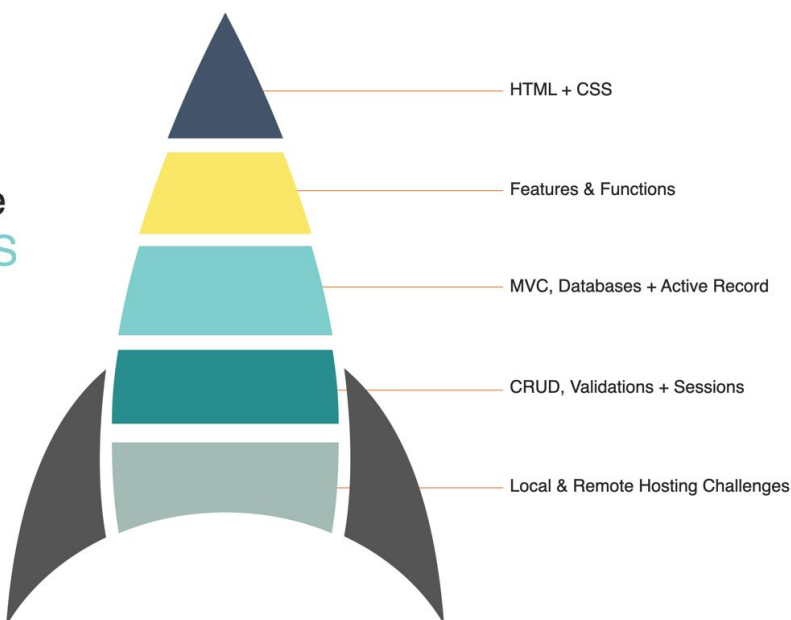 HTML + CSS
Features & Functions
MVC, Databases + Active Record
CRUD, Validations + Sessions
Local & Remote Hosting Challenges